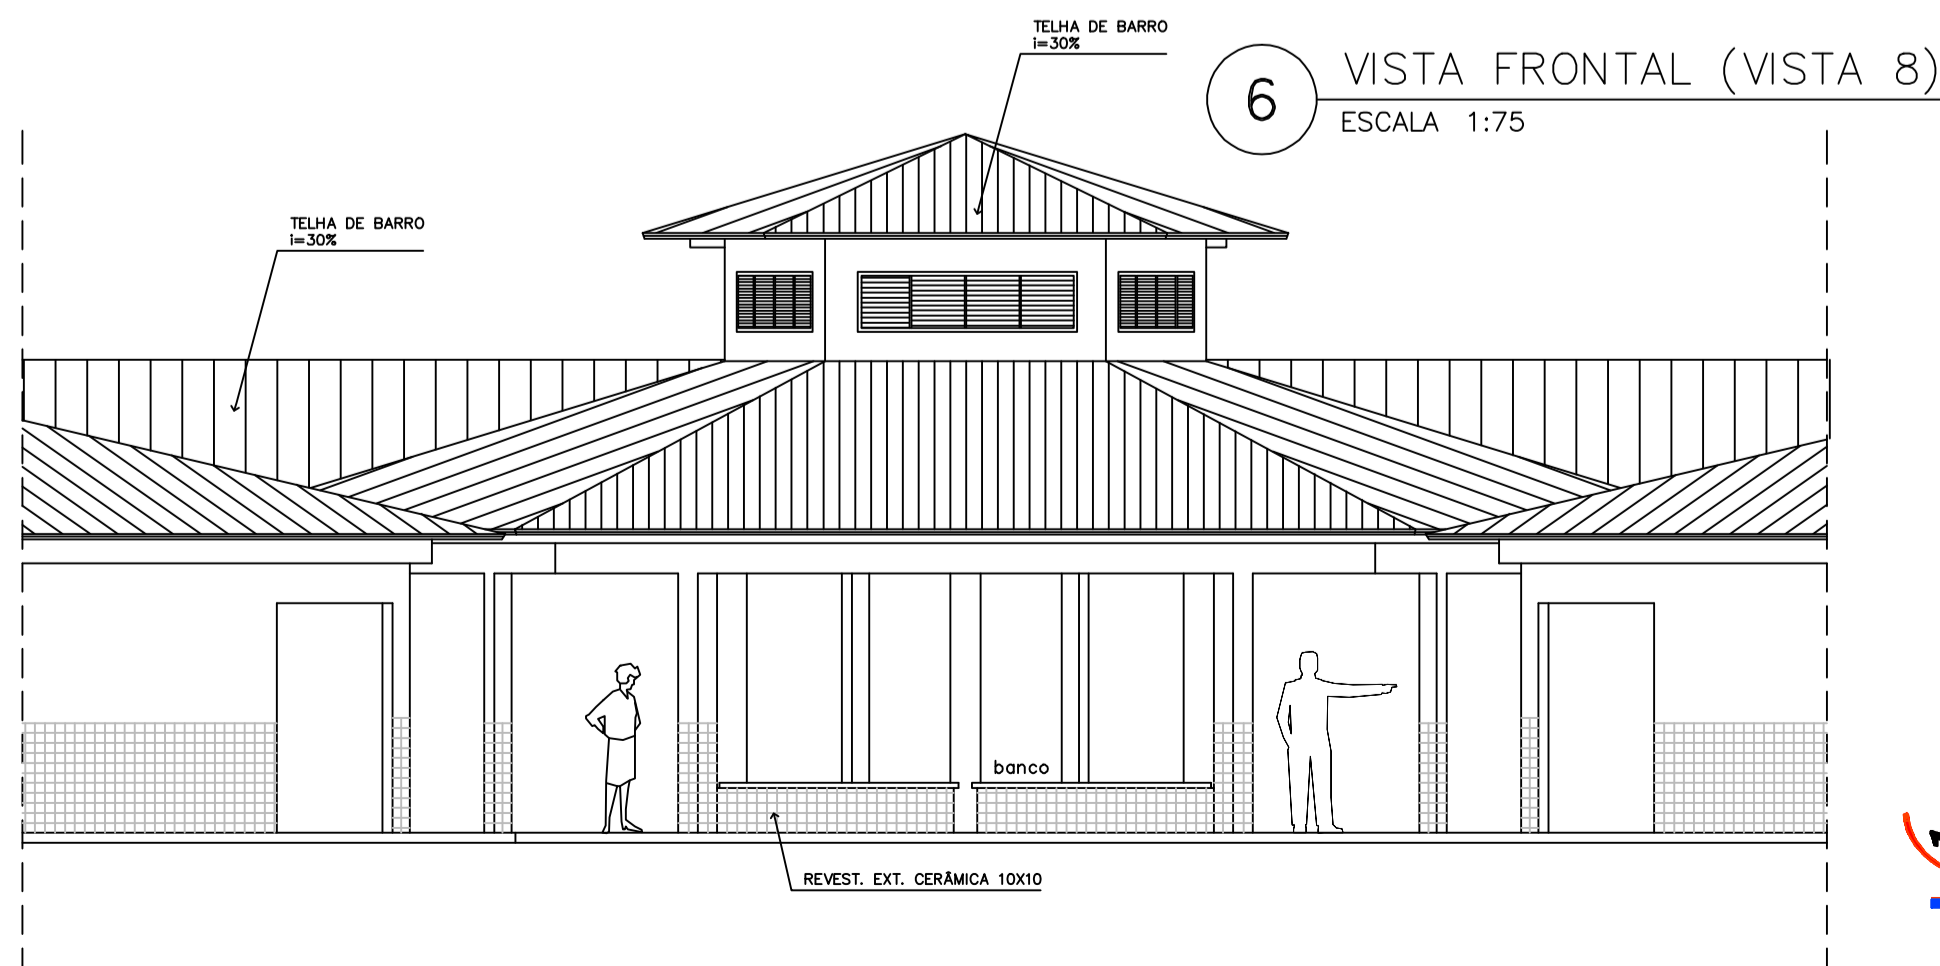 TELHA DE BARRO
i=30%
6
VISTA FRONTAL (VISTA 8)
ESCALA 1:75
TELHA DE BARRO
i=30%
banco
REVEST. EXT. CERÂMICA 10X10